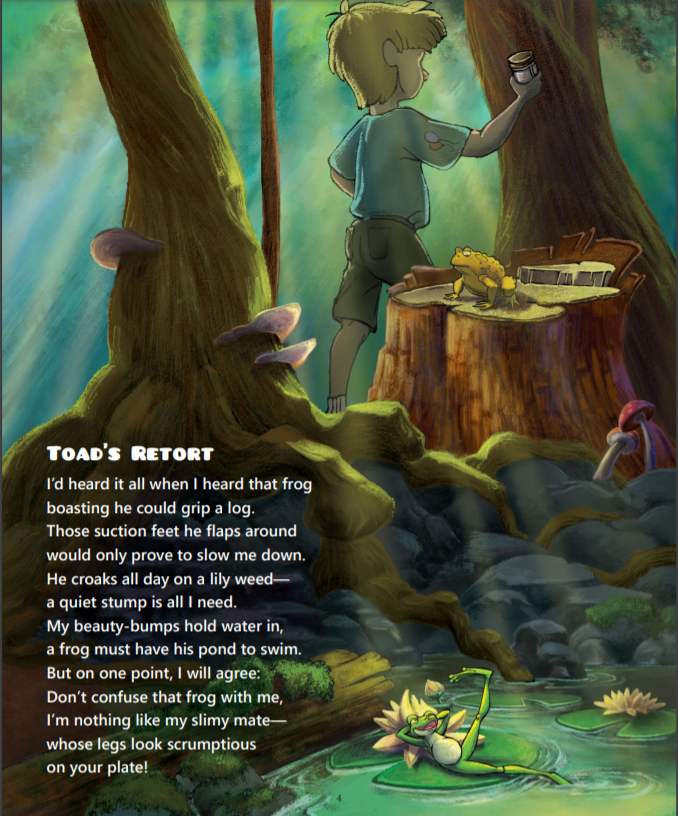 Toad's Retort
I'd heard it all when I heard that frog
boasting he could grip a log.
Those suction feet he flaps around
would only prove to slow me down.
He croaks all day on a lily weed—
a quiet stump is all I need.
My beauty-bumps hold water in,
a frog must have his pond to swim.
But on one point, I will agree:
Don't confuse that frog with me,
I'm nothing like my slimy mate—
whose legs look scrumptious
on your plate!
4